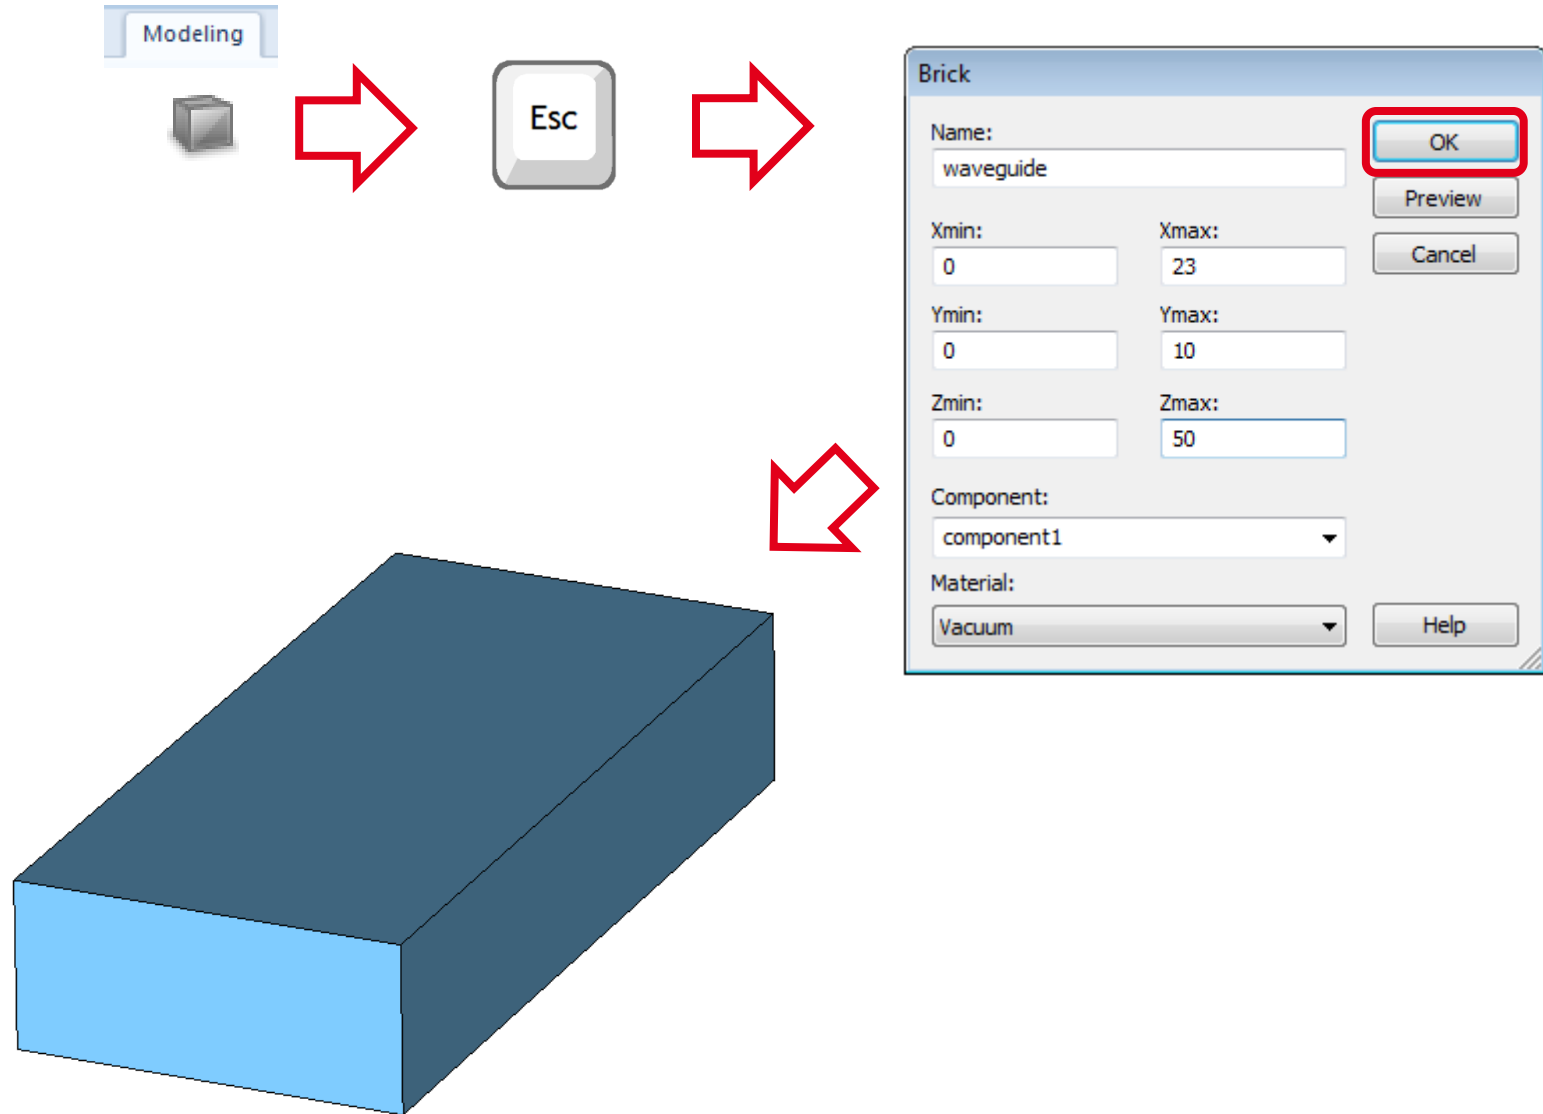 Modeling
Esc
Brick
Name:
OK
waveguide
Preview
Xmin: Xmax:
Cancel
0 23
Ymin: Ymax:
0 10
Zmin: Zmax:
0 50
Component:
component1
Material:
Vacuum Help